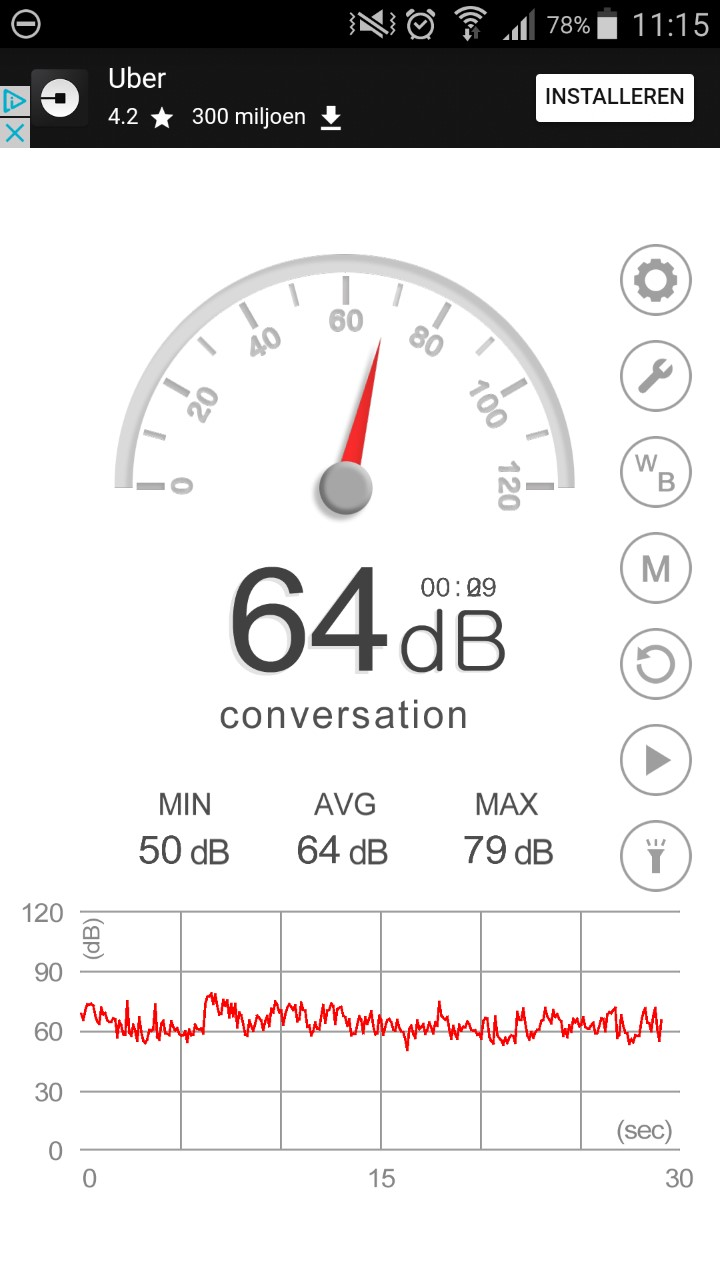 78% 11:15
Uber
4.2 300 miljoen
INSTALLEREN
0 20 40 60 80 100 120
W B
M
64 dB
conversation
MIN AVG MAX
50 dB 64 dB 79 dB
120
(dB)
90
60
30
(sec)
0
0 15 30